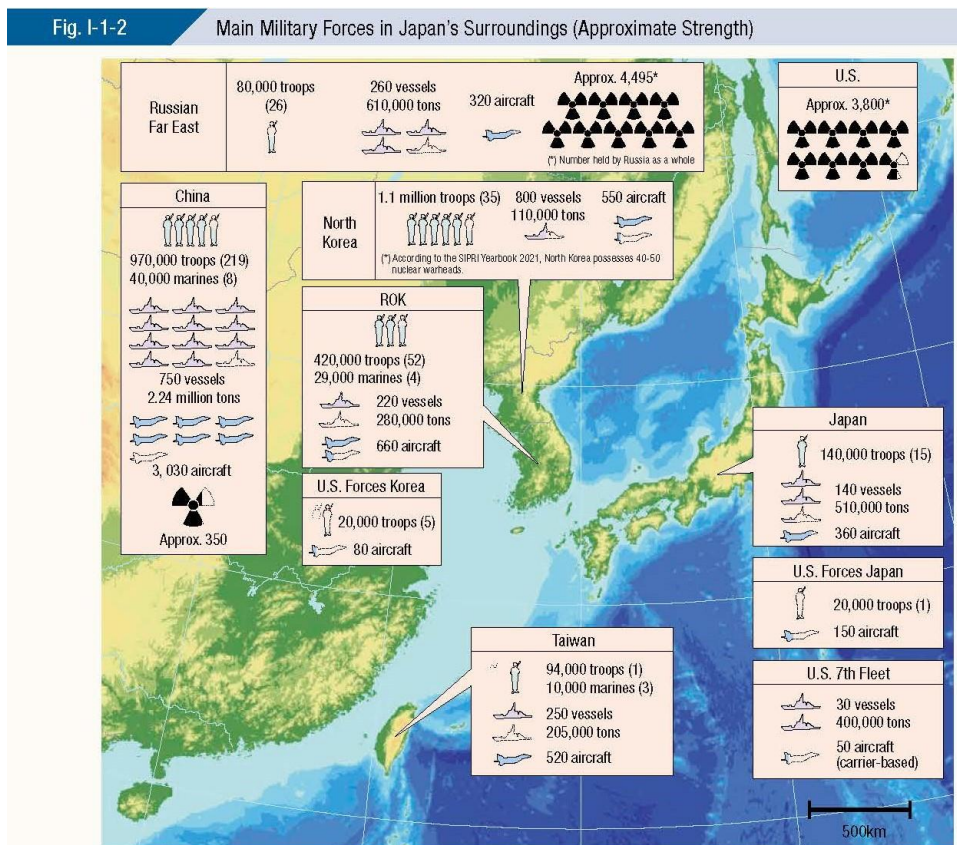 Fig. I-1-2
Main Military Forces in Japan's Surroundings (Approximate Strength)
Russian
Far East
80,000 troops
(26)
260 vessels
610,000 tons
320 aircraft
Approx. 4,495*
(*) Number held by Russia as a whole
U.S.
Approx. 3,800*
China
970,000 troops (219)
40,000 marines (8)
750 vessels
2.24 million tons
3, 030 aircraft
Approx. 350
North
Korea
1.1 million troops (35)
800 vessels
110,000 tons
550 aircraft
(*) According to the SIPRI Yearbook 2021, North Korea possesses 40-50
nuclear warheads.
ROK
420,000 troops (52)
29,000 marines (4)
220 vessels
280,000 tons
660 aircraft
U.S. Forces Korea
20,000 troops (5)
80 aircraft
Japan
140,000 troops (15)
140 vessels
510,000 tons
360 aircraft
U.S. Forces Japan
20,000 troops (1)
150 aircraft
Taiwan
94,000 troops (1)
10,000 marines (3)
250 vessels
205,000 tons
520 aircraft
U.S. 7th Fleet
30 vessels
400,000 tons
50 aircraft
(carrier-based)
500km